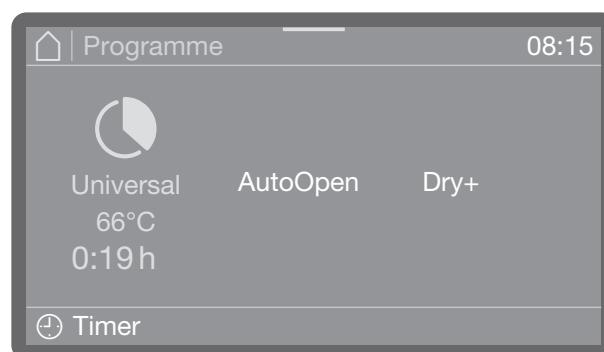 Programme 08:15
Universal AutoOpen Dry+
66°C
0:19 h
Timer